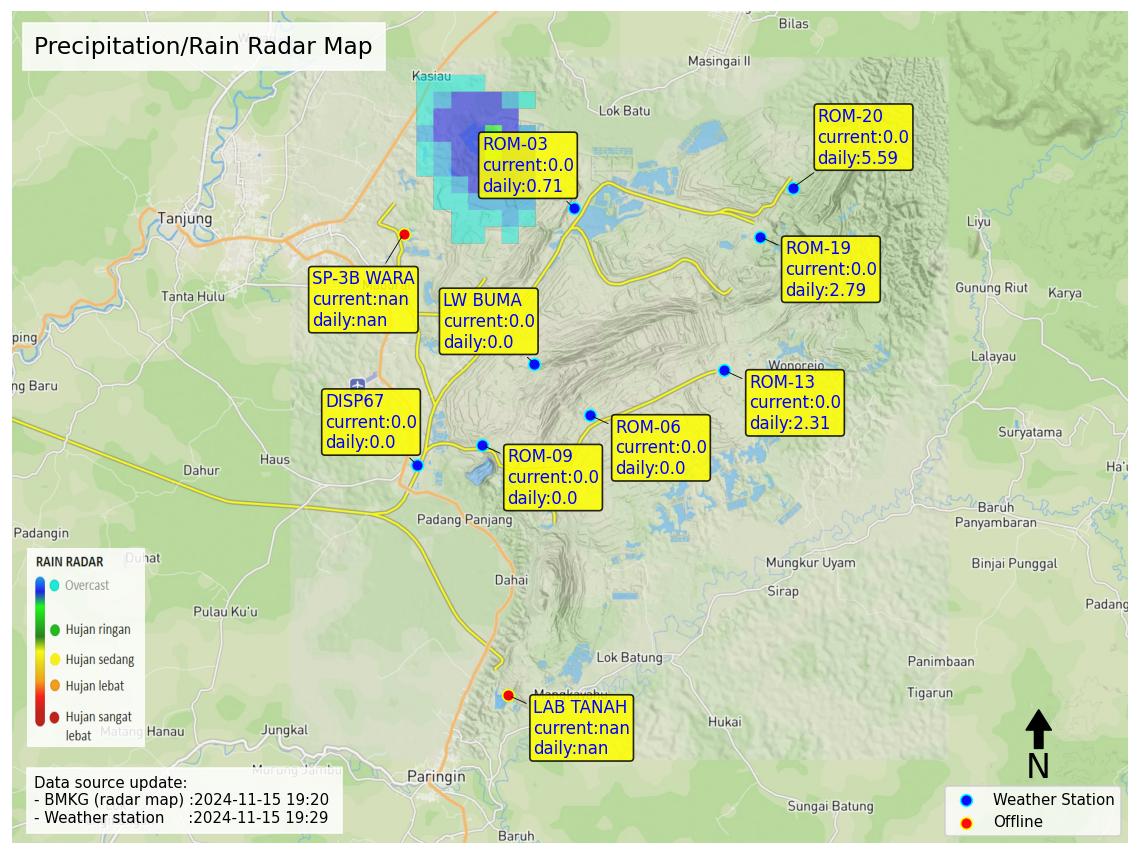 Precipitation/Rain Radar Map
Bilas
Masingai II
Kasiau
Lok Batu
ROM-20
current:0.0
daily:5.59
ROM-03
current:0.0
daily:0.71
Tanjung
Liyu
ROM-19
current:0.0
daily:2.79
SP-3B WARA
current:nan
daily:nan
Tanta Hulu
LW BUMA
current:0.0
daily:0.0
Gunung Riut
Karya
ping
Lalayau
Wonorejo
ng Baru
ROM-13
current:0.0
daily:2.31
DISP67
current:0.0
daily:0.0
ROM-06
current:0.0
daily:0.0
Suryatama
ROM-09
current:0.0
daily:0.0
Haus
Dahur
Ha'u
Baruh
Panyambaran
Padang Panjang
Padangin
Duhat
Mungkur Uyam
Binjai Punggal
RAIN RADAR
Overcast
Hujan ringan
Hujan sedang
Hujan lebat
Hujan sangat
lebat
Dahai
Sirap
Padang
Pulau Ku'u
Lok Batung
Panimbaan
Tigarun
Mangkayahu
LAB TANAH
current:nan
daily:nan
Hukai
Matang Hanau
Jungkal
Murung Jambu
Paringin
N
Data source update:
- BMKG (radar map) :2024-11-15 19:20
- Weather station :2024-11-15 19:29
Sungai Batung
Baruh
Weather Station
Offline